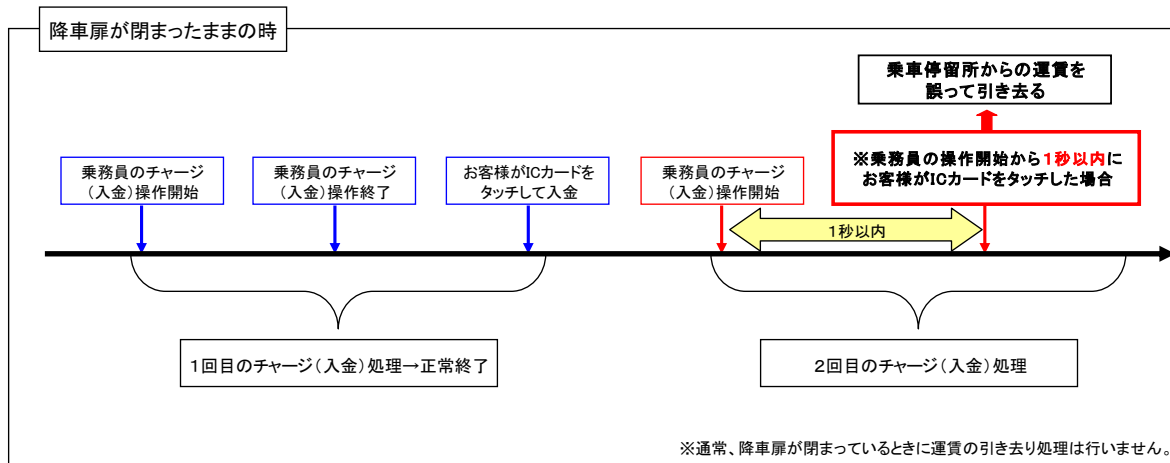 降車扉が閉まったままの時
乗車停留所からの運賃を
誤って引き去る
乗務員のチャージ
（入金）操作開始
乗務員のチャージ
（入金）操作終了
お客様がICカードを
タッチして入金
乗務員のチャージ
（入金）操作開始
※乗務員の操作開始から1秒以内に
お客様がICカードをタッチした場合
1秒以内
1回目のチャージ（入金）処理→正常終了
2回目のチャージ（入金）処理
※通常、降車扉が閉まっているときに運賃の引き去り処理は行いません。